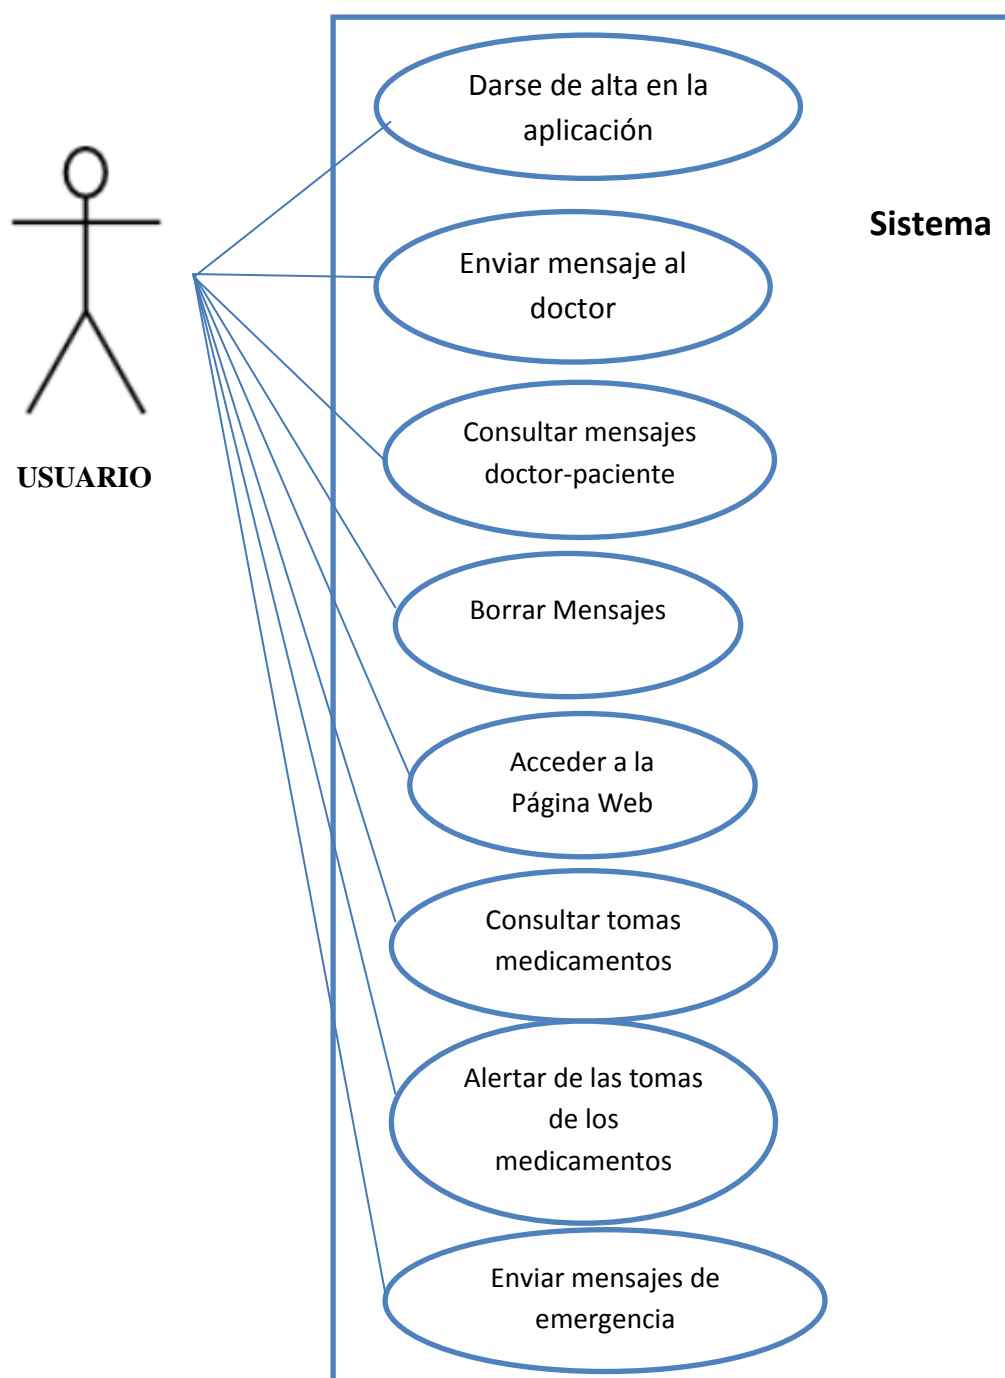 Darse de alta en la
aplicación
Sistema
Enviar mensaje al
doctor
Consultar mensajes
doctor-paciente
USUARIO
Borrar Mensajes
Acceder a la
Página Web
Consultar tomas
medicamentos
Alertar de las tomas
de los
medicamentos
Enviar mensajes de
emergencia